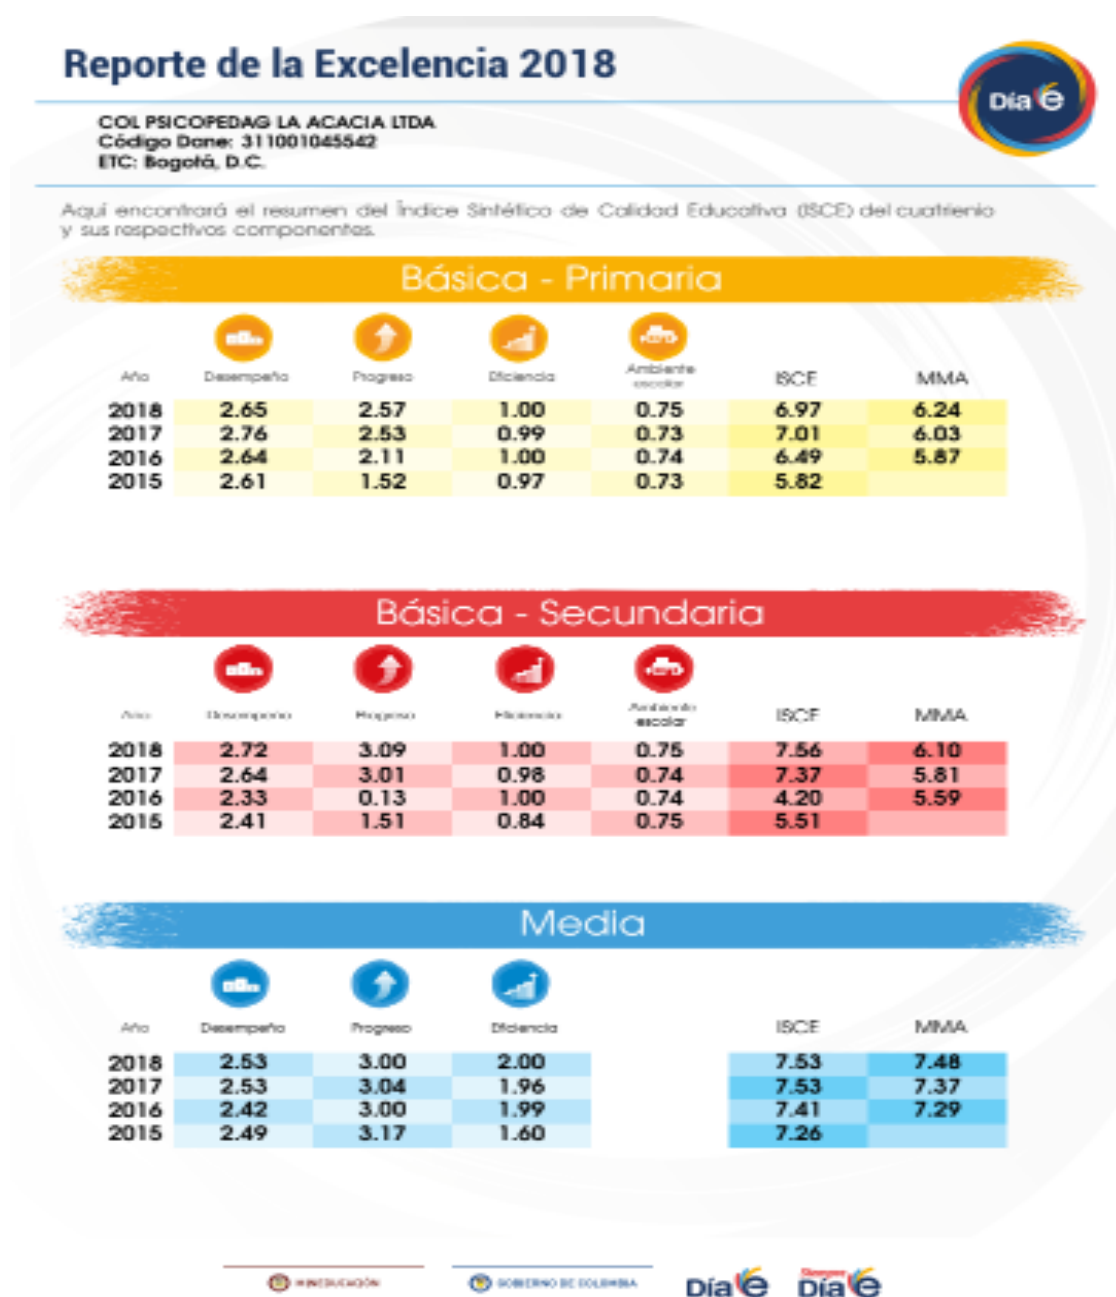 Reporte de la Excelencia 2018
Día é
COL PSICOPEDAG LA ACACIA LTDA
Código Dane: 311001045542
ETC: Bogotá, D.C.
Aquí encontrará el resumen del Índice Sintético de Calidad Educativa (ISCE) del cuatrienio
y sus respectivos componentes.
Básica - Primaria
Año Desempeño Progreso Eficiencia Ambiente escolar ISCE MMA
2018 2.65 2.57 1.00 0.75 6.97 6.24
2017 2.76 2.53 0.99 0.73 7.01 6.03
2016 2.64 2.11 1.00 0.74 6.49 5.87
2015 2.61 1.52 0.97 0.73 5.82
Básica - Secundaria
Año Desempeño Progreso Eficiencia Ambiente escolar ISCE MMA
2018 2.72 3.09 1.00 0.75 7.56 6.10
2017 2.64 3.01 0.98 0.74 7.37 5.81
2016 2.33 0.13 1.00 0.74 4.20 5.59
2015 2.41 1.51 0.84 0.75 5.51
Media
Año Desempeño Progreso Eficiencia ISCE MMA
2018 2.53 3.00 2.00 7.53 7.48
2017 2.53 3.04 1.96 7.53 7.37
2016 2.42 3.00 1.99 7.41 7.29
2015 2.49 3.17 1.60 7.26
MINEDUCACIÓN GOBIERNO DE COLOMBIA Día é Siempre Día é